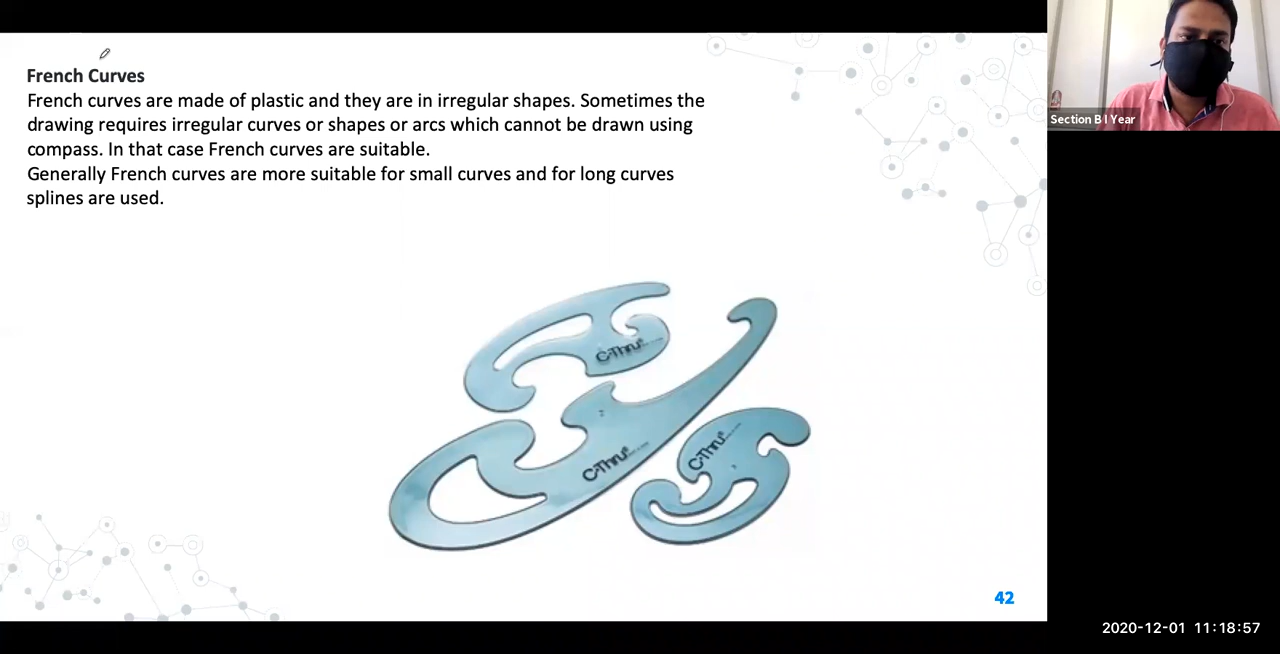 French Curves
French curves are made of plastic and they are in irregular shapes. Sometimes the
drawing requires irregular curves or shapes or arcs which cannot be drawn using
compass. In that case French curves are suitable.
Generally French curves are more suitable for small curves and for long curves
splines are used.
Section B I Year
C-Thru®
C-Thru®
C-Thru®
42
2020-12-01 11:18:57